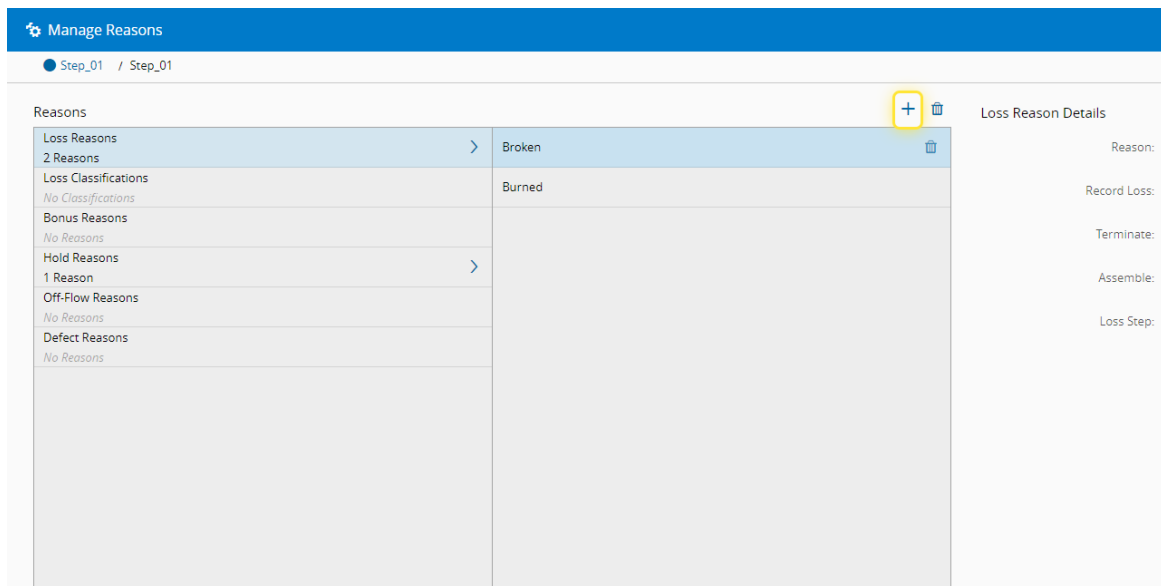 Manage Reasons
Step_01 / Step_01
Reasons
Loss Reasons
2 Reasons
Loss Classifications
No Classifications
Bonus Reasons
No Reasons
Hold Reasons
1 Reason
Off-Flow Reasons
No Reasons
Defect Reasons
No Reasons
Broken
Burned
Loss Reason Details
Reason:
Record Loss:
Terminate:
Assemble:
Loss Step: